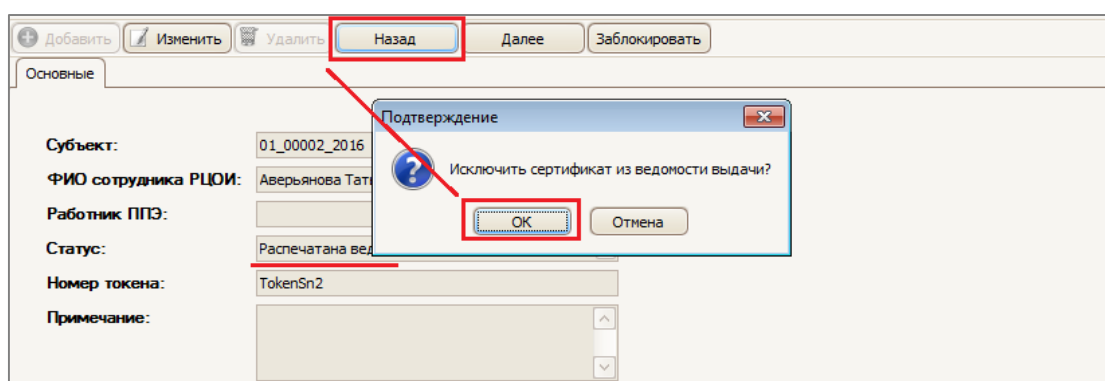 Добавить Изменить Удалить Назад Далее Заблокировать
Основные
Подтверждение
Исключить сертификат из ведомости выдачи?
OK Отмена
Субъект: 01_00002_2016
ФИО сотрудника РЦОИ: Аверьянова
Работник ППЭ:
Статус: Распечатана
Номер токена: TokenSn2
Примечание: